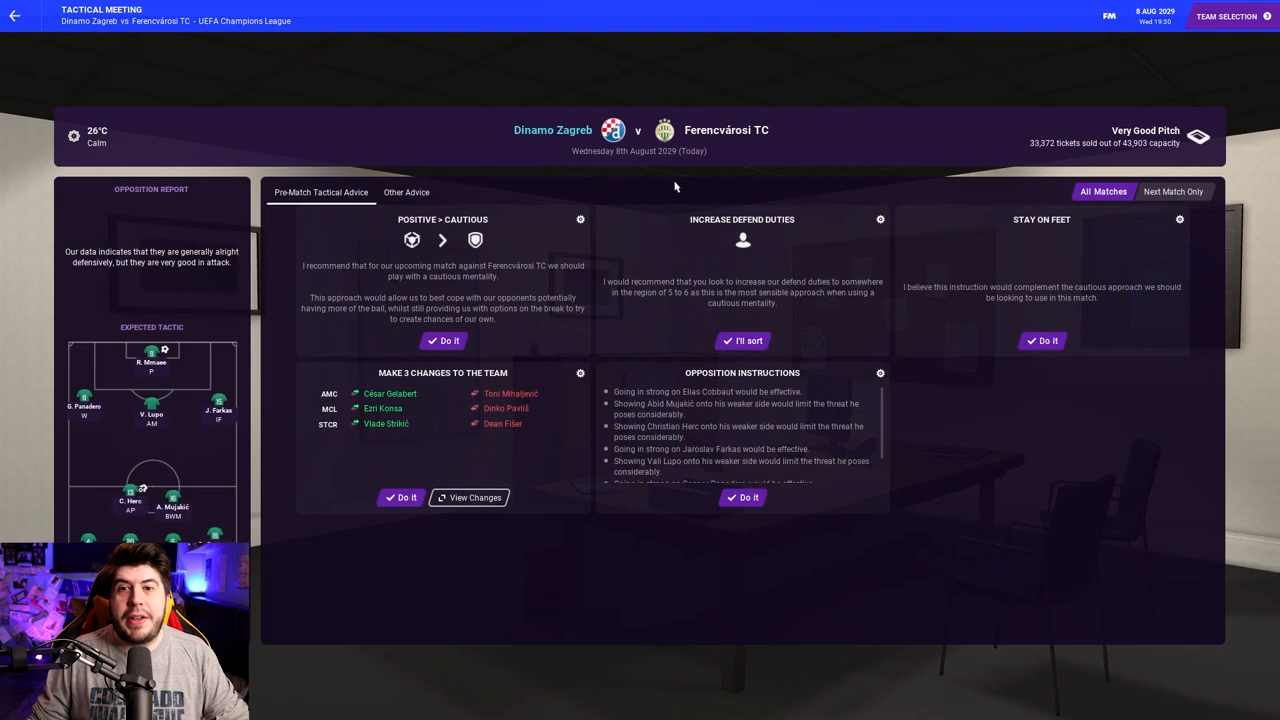 TACTICAL MEETING
Dinamo Zagreb vs Ferencvárosi TC - UEFA Champions League
FM
8 AUG 2029
Wed 19:30
TEAM SELECTION
26°C
Calm
Dinamo Zagreb v Ferencvárosi TC
Wednesday 8th August 2029 (Today)
Very Good Pitch
33,372 tickets sold out of 43,903 capacity
OPPOSITION REPORT
Our data indicates that they are generally alright
defensively, but they are very good in attack.
EXPECTED TACTIC
R. Mmaee
P
G. Panadero
W
V. Lupo
AM
J. Farkas
IF
C. Herc
AP
A. Mujakić
BWM
Pre-Match Tactical Advice
Other Advice
All Matches
Next Match Only
POSITIVE > CAUTIOUS
I recommend that for our upcoming match against Ferencvárosi TC we should
play with a cautious mentality.
This approach would allow us to best cope with our opponents potentially
having more of the ball, whilst still providing us with options on the break to try
to create chances of our own.
Do it
INCREASE DEFEND DUTIES
I would recommend that you look to increase our defend duties to somewhere
in the region of 5 to 6 as this is the most sensible approach when using a
cautious mentality.
I'll sort
STAY ON FEET
I believe this instruction would complement the cautious approach we should
be looking to use in this match.
Do it
MAKE 3 CHANGES TO THE TEAM
AMC César Gelabert Toni Mihaljević
MCL Ezri Konsa Dinko Pavliš
STCR Vlade Strikić Dean Fišer
Do it
View Changes
OPPOSITION INSTRUCTIONS
Going in strong on Elias Cobbaut would be effective.
Showing Abid Mujakić onto his weaker side would limit the threat he
poses considerably.
Showing Christian Herc onto his weaker side would limit the threat he
poses considerably.
Going in strong on Jaroslav Farkas would be effective.
Showing Vali Lupo onto his weaker side would limit the threat he poses
considerably.
Do it